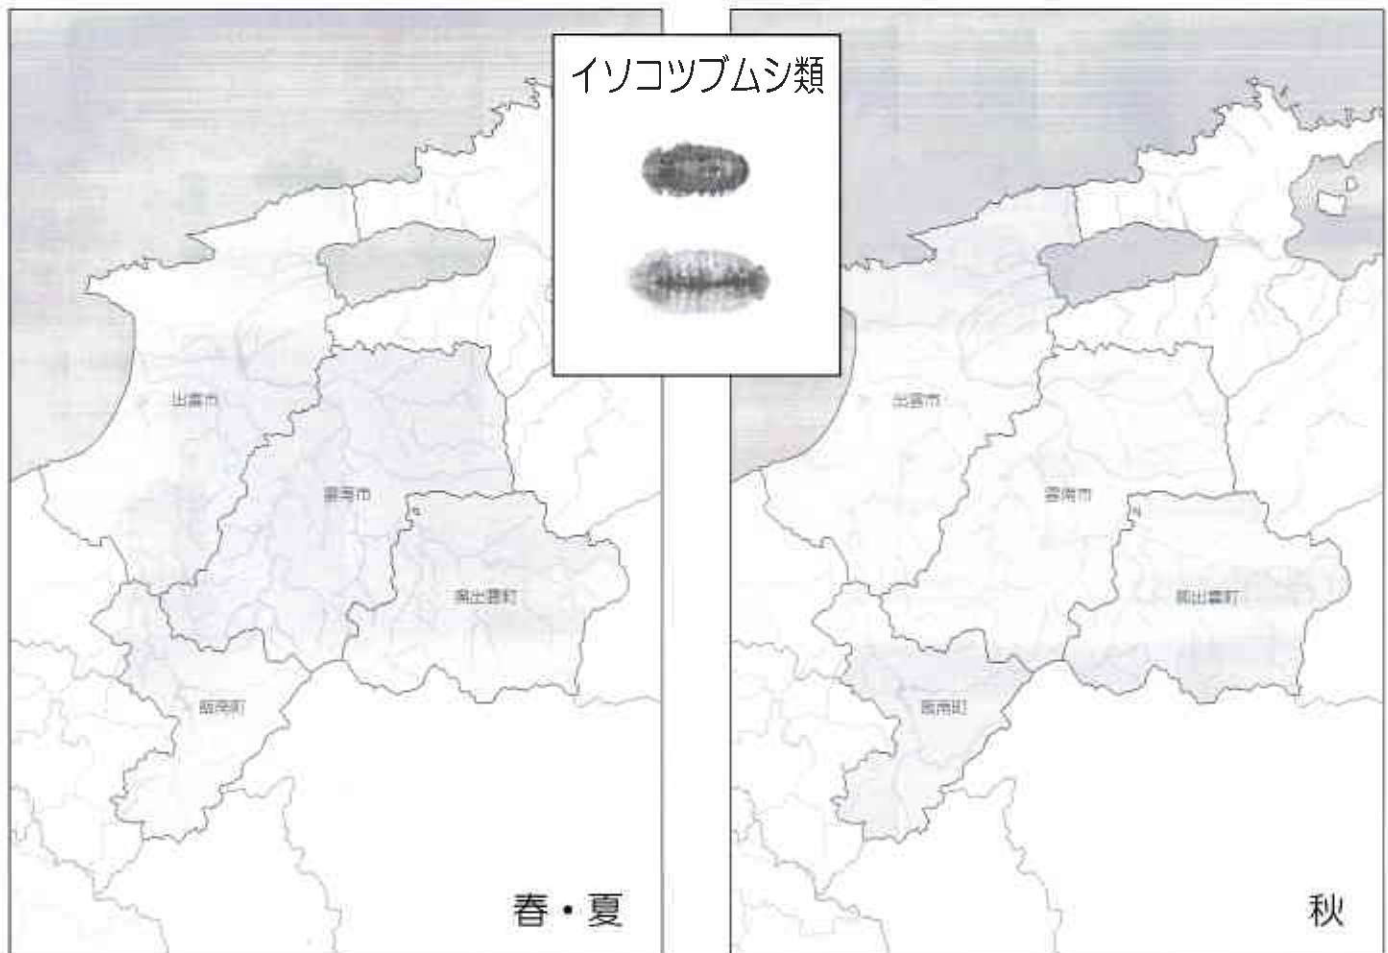 イソコツブムシ類
出雲市
雲南市
奥出雲町
飯南町
春・夏
出雲市
雲南市
奥出雲町
飯南町
秋